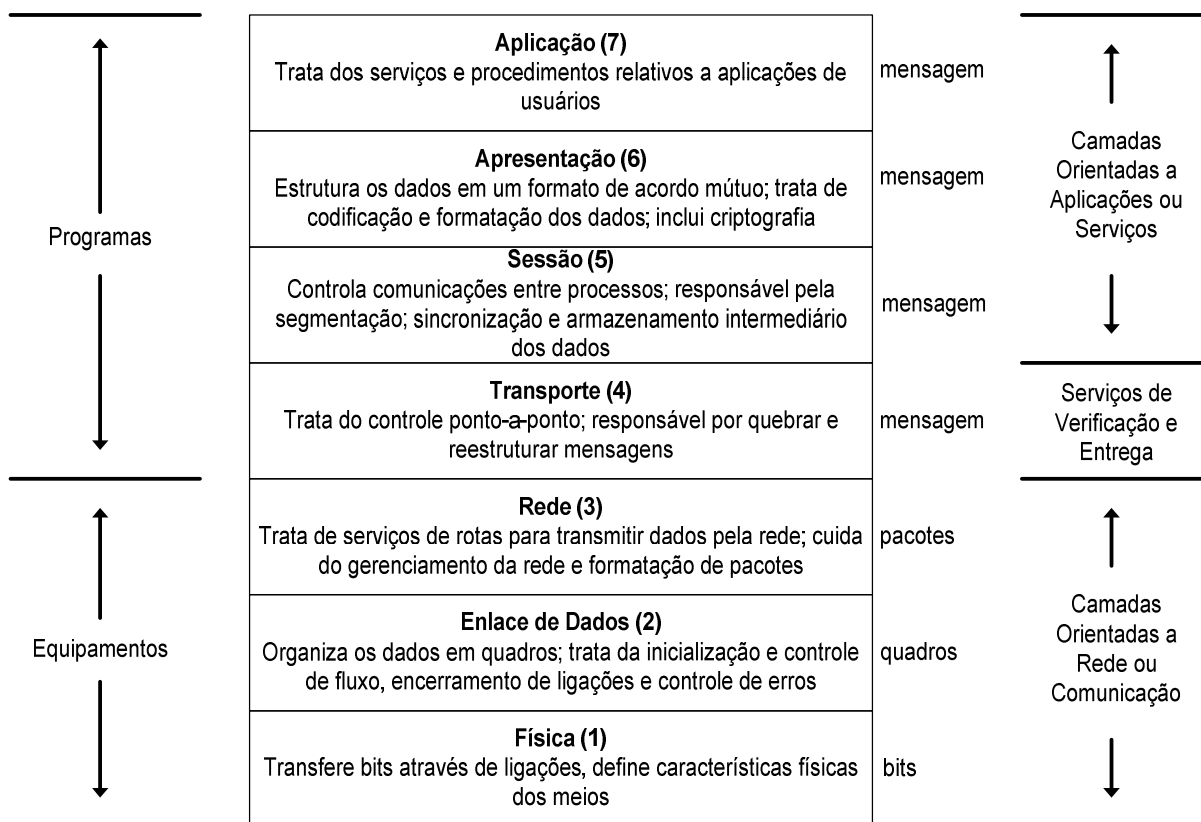 Aplicação (7)
Trata dos serviços e procedimentos relativos a aplicações de
usuários
mensagem
Apresentação (6)
Estrutura os dados em um formato de acordo mútuo; trata de
codificação e formatação dos dados; inclui criptografia
mensagem
Sessão (5)
Controla comunicações entre processos; responsável pela
segmentação; sincronização e armazenamento intermediário
dos dados
mensagem
Transporte (4)
Trata do controle ponto-a-ponto; responsável por quebrar e
reestruturar mensagens
mensagem
Rede (3)
Trata de serviços de rotas para transmitir dados pela rede; cuida
do gerenciamento da rede e formatação de pacotes
pacotes
Enlace de Dados (2)
Organiza os dados em quadros; trata da inicialização e controle
de fluxo, encerramento de ligações e controle de erros
quadros
Física (1)
Transfere bits através de ligações, define características físicas
dos meios
bits
Programas
Equipamentos
Camadas
Orientadas a
Aplicações ou
Serviços
Serviços de
Verificação e
Entrega
Camadas
Orientadas a
Rede ou
Comunicação